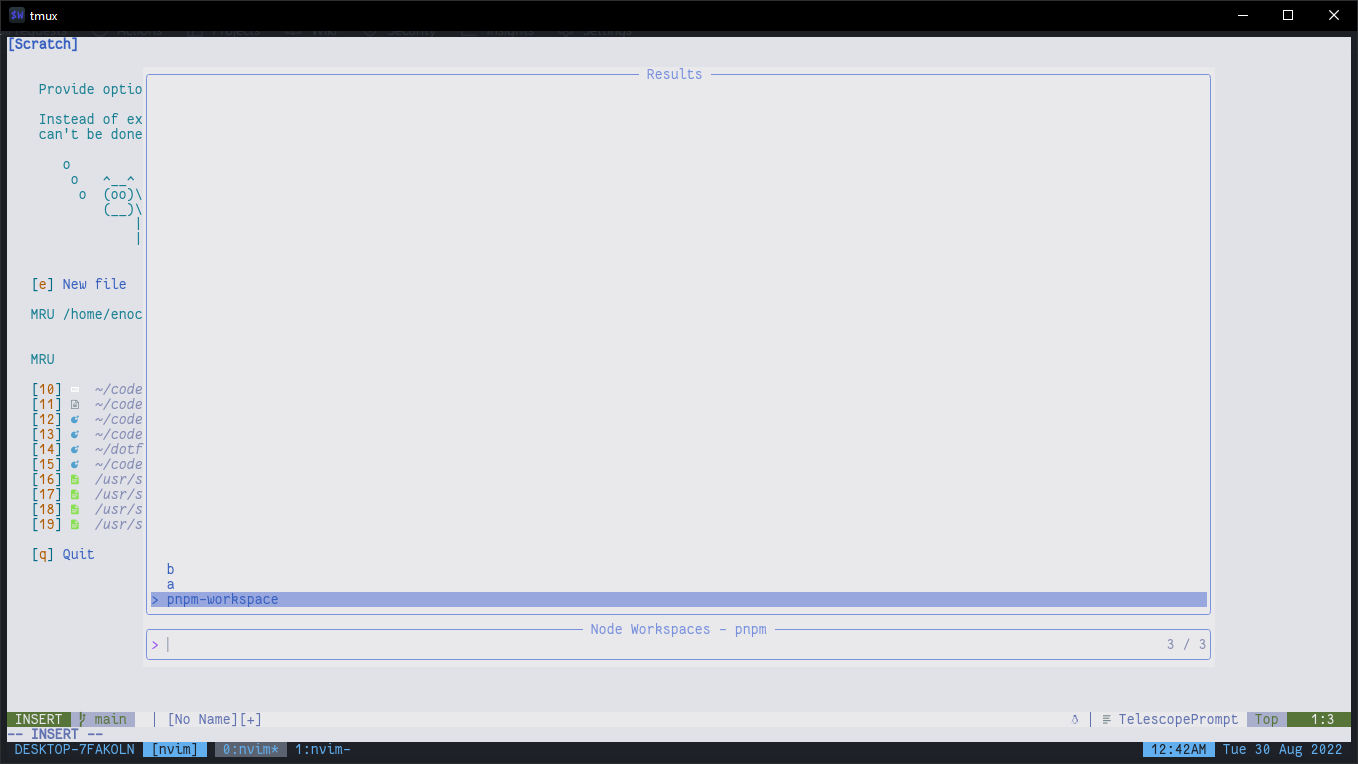 tmux
[Scratch]
Results
Provide optio
Instead of ex
can't be done
o
o ^__^
o (oo)\
(__)\
|
|
[e] New file
MRU /home/enoc
MRU
[10] ~/code
[11] ~/code
[12] ~/code
[13] ~/code
[14] ~/dotf
[15] ~/code
[16] /usr/s
[17] /usr/s
[18] /usr/s
[19] /usr/s
[q] Quit
b
a
> pnpm-workspace
Node Workspaces - pnpm
> 3 / 3
INSERT main | [No Name][+] | TelescopePrompt Top 1:3
-- INSERT --
DESKTOP-7FAKOLN [nvim] 0:nvim* 1:nvim- 12:42AM Tue 30 Aug 2022